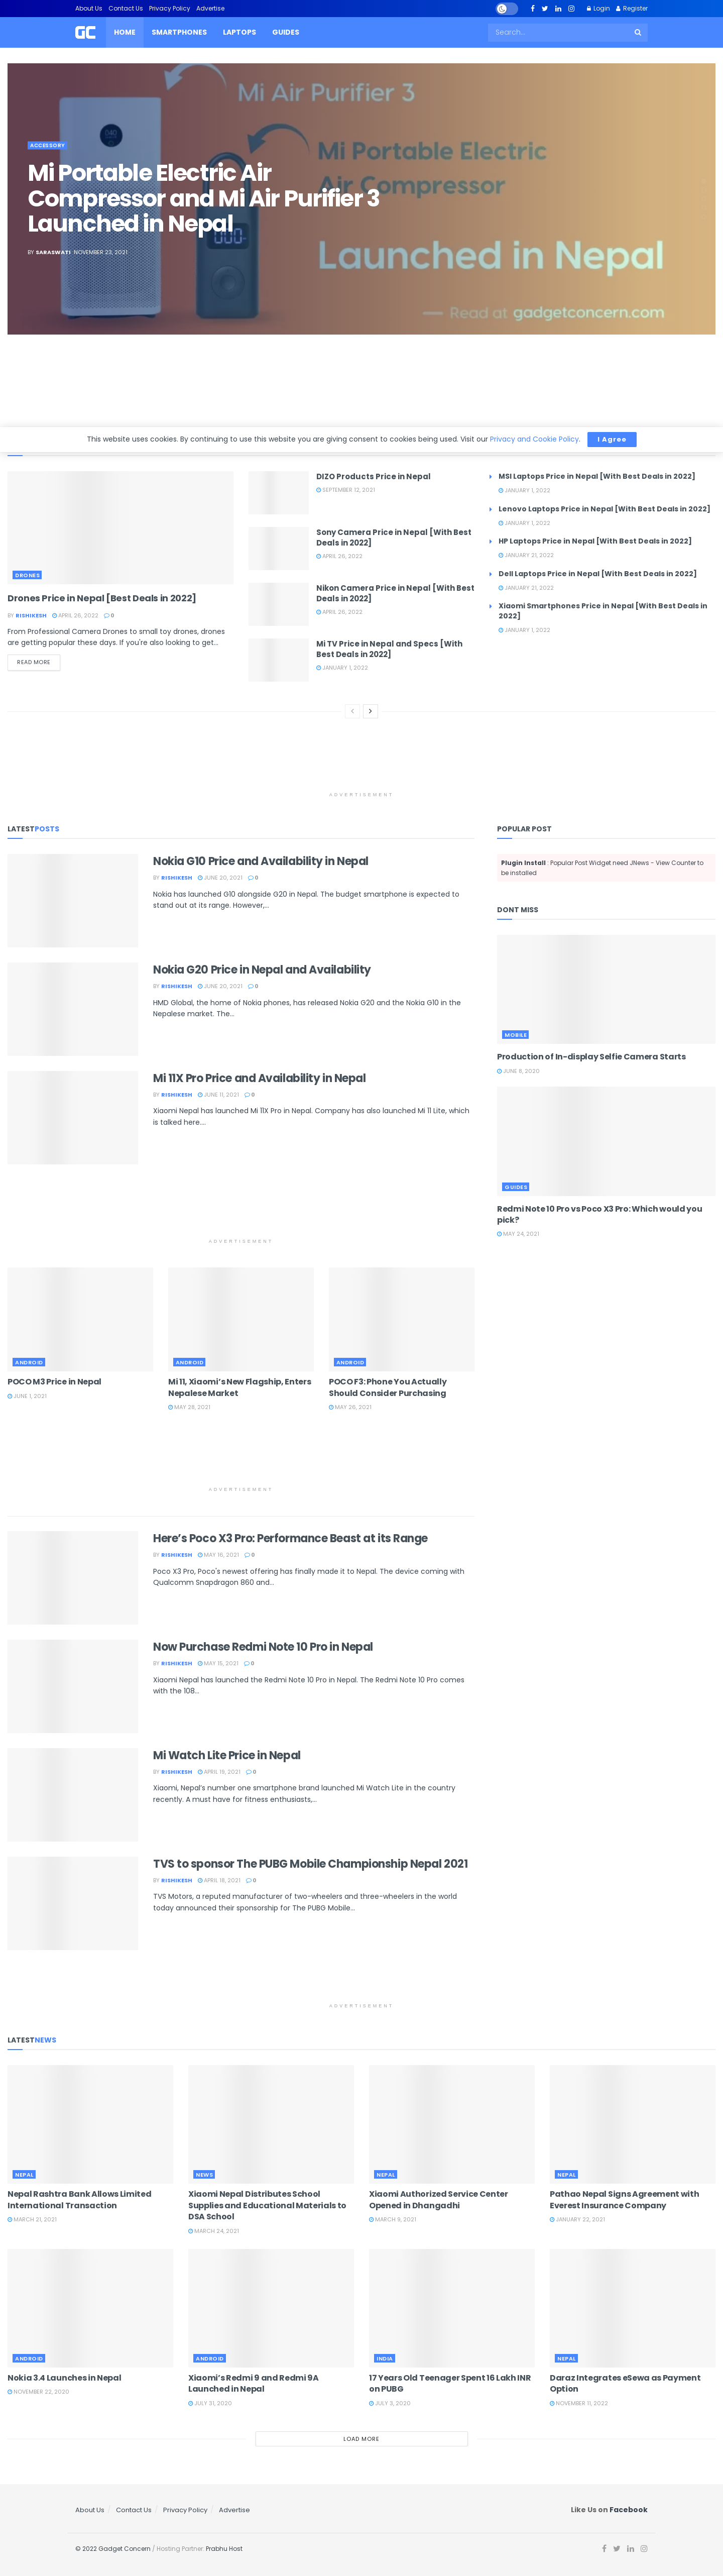 About Us Contact Us Privacy Policy Advertise
Login Register
GC HOME SMARTPHONES LAPTOPS GUIDES
Search...
Mi Air Purifier 3
Mi Portable Electric
Air Compressor
Launched in Nepal
gadgetconcern.com
ACCESSORY
Mi Portable Electric Air
Compressor and Mi Air Purifier 3
Launched in Nepal
BY SARASWATI NOVEMBER 23, 2021
This website uses cookies. By continuing to use this website you are giving consent to cookies being used. Visit our Privacy and Cookie Policy. I Agree
DRONES
Drones Price in Nepal [Best Deals in 2022]
BY RISHIKESH APRIL 26, 2022 0
From Professional Camera Drones to small toy drones, drones
are getting popular these days. If you're also looking to get...
READ MORE
DIZO Products Price in Nepal
SEPTEMBER 12, 2021
Sony Camera Price in Nepal [With Best
Deals in 2022]
APRIL 26, 2022
Nikon Camera Price in Nepal [With Best
Deals in 2022]
APRIL 26, 2022
Mi TV Price in Nepal and Specs [With
Best Deals in 2022]
JANUARY 1, 2022
MSI Laptops Price in Nepal [With Best Deals in 2022]
JANUARY 1, 2022
Lenovo Laptops Price in Nepal [With Best Deals in 2022]
JANUARY 1, 2022
HP Laptops Price in Nepal [With Best Deals in 2022]
JANUARY 21, 2022
Dell Laptops Price in Nepal [With Best Deals in 2022]
JANUARY 21, 2022
Xiaomi Smartphones Price in Nepal [With Best Deals in
2022]
JANUARY 1, 2022
ADVERTISEMENT
LATESTPOSTS
Nokia G10 Price and Availability in Nepal
BY RISHIKESH JUNE 20, 2021 0
Nokia has launched G10 alongside G20 in Nepal. The budget smartphone is expected to
stand out at its range. However,...
Nokia G20 Price in Nepal and Availability
BY RISHIKESH JUNE 20, 2021 0
HMD Global, the home of Nokia phones, has released Nokia G20 and the Nokia G10 in the
Nepalese market. The...
Mi 11X Pro Price and Availability in Nepal
BY RISHIKESH JUNE 11, 2021 0
Xiaomi Nepal has launched Mi 11X Pro in Nepal. Company has also launched Mi 11 Lite, which
is talked here....
ADVERTISEMENT
ANDROID
POCO M3 Price in Nepal
JUNE 1, 2021
ANDROID
Mi 11, Xiaomi's New Flagship, Enters
Nepalese Market
MAY 28, 2021
ANDROID
POCO F3: Phone You Actually
Should Consider Purchasing
MAY 26, 2021
ADVERTISEMENT
Here's Poco X3 Pro: Performance Beast at its Range
BY RISHIKESH MAY 16, 2021 0
Poco X3 Pro, Poco's newest offering has finally made it to Nepal. The device coming with
Qualcomm Snapdragon 860 and...
Now Purchase Redmi Note 10 Pro in Nepal
BY RISHIKESH MAY 15, 2021 0
Xiaomi Nepal has launched the Redmi Note 10 Pro in Nepal. The Redmi Note 10 Pro comes
with the 108...
Mi Watch Lite Price in Nepal
BY RISHIKESH APRIL 19, 2021 0
Xiaomi, Nepal's number one smartphone brand launched Mi Watch Lite in the country
recently. A must have for fitness enthusiasts,...
TVS to sponsor The PUBG Mobile Championship Nepal 2021
BY RISHIKESH APRIL 18, 2021 0
TVS Motors, a reputed manufacturer of two-wheelers and three-wheelers in the world
today announced their sponsorship for The PUBG Mobile...
POPULAR POST
Plugin Install : Popular Post Widget need JNews - View Counter to
be installed
DONT MISS
MOBILE
Production of In-display Selfie Camera Starts
JUNE 8, 2020
GUIDES
Redmi Note 10 Pro vs Poco X3 Pro: Which would you
pick?
MAY 24, 2021
ADVERTISEMENT
LATESTNEWS
NEPAL
Nepal Rashtra Bank Allows Limited
International Transaction
MARCH 21, 2021
NEWS
Xiaomi Nepal Distributes School
Supplies and Educational Materials to
DSA School
MARCH 24, 2021
NEPAL
Xiaomi Authorized Service Center
Opened in Dhangadhi
MARCH 9, 2021
NEPAL
Pathao Nepal Signs Agreement with
Everest Insurance Company
JANUARY 22, 2021
ANDROID
Nokia 3.4 Launches in Nepal
NOVEMBER 22, 2020
ANDROID
Xiaomi's Redmi 9 and Redmi 9A
Launched in Nepal
JULY 31, 2020
INDIA
17 Years Old Teenager Spent 16 Lakh INR
on PUBG
JULY 3, 2020
NEPAL
Daraz Integrates eSewa as Payment
Option
NOVEMBER 11, 2022
LOAD MORE
About Us / Contact Us / Privacy Policy / Advertise
Like Us on Facebook
© 2022 Gadget Concern / Hosting Partner: Prabhu Host